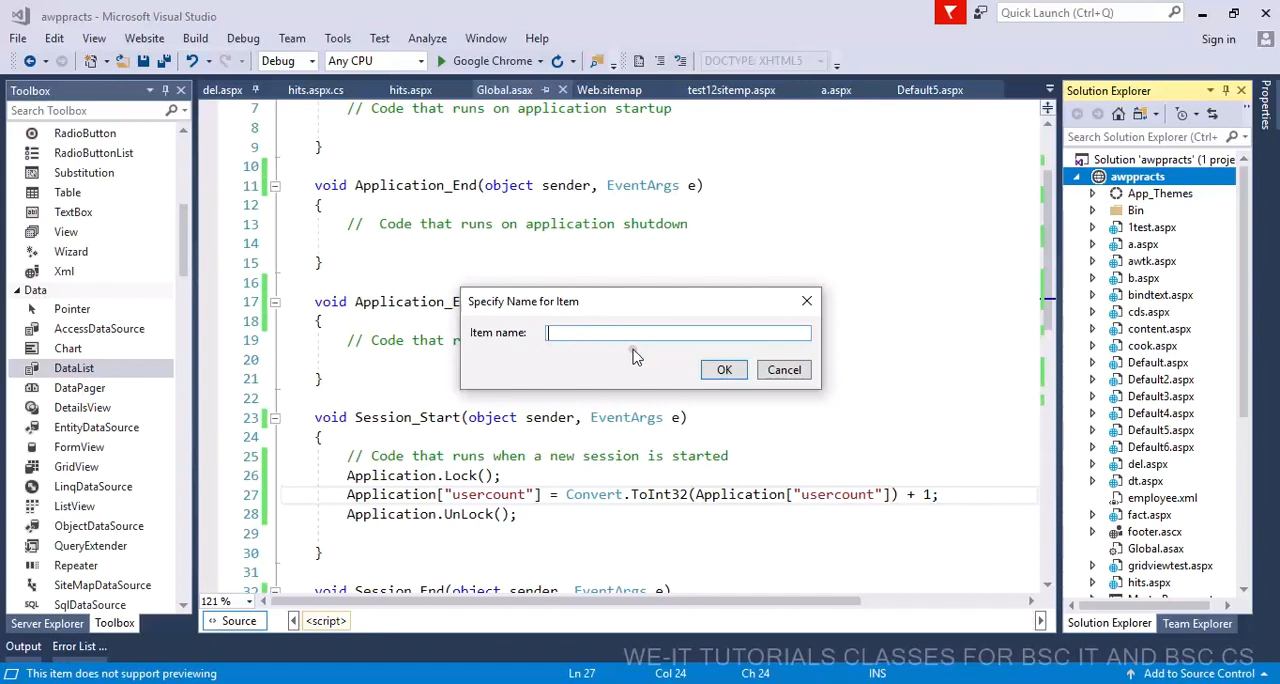 awppracts - Microsoft Visual Studio
Quick Launch (Ctrl+Q)
File Edit View Website Build Debug Team Tools Test Analyze Window Help
Sign in
Debug Any CPU Google Chrome DOCTYPE: XHTML5
Toolbox
Search Toolbox
RadioButton
RadioButtonList
Substitution
Table
TextBox
View
Wizard
Xml
Data
Pointer
AccessDataSource
Chart
DataList
DataPager
DetailsView
EntityDataSource
FormView
GridView
LinqDataSource
ListView
ObjectDataSource
QueryExtender
Repeater
SiteMapDataSource
SqlDataSource
Server Explorer Toolbox
del.aspx hits.aspx.cs hits.aspx Global.asax Web.sitemap test12sitemp.aspx a.aspx Default5.aspx
7 // Code that runs on application startup
8
9 }
10
11 void Application_End(object sender, EventArgs e)
12 {
13 // Code that runs on application shutdown
14
15 }
16
17 void Application_E
18 {
19 // Code that r
20
21 }
22
23 void Session_Start(object sender, EventArgs e)
24 {
25 // Code that runs when a new session is started
26 Application.Lock();
27 Application["usercount"] = Convert.ToInt32(Application["usercount"]) + 1;
28 Application.UnLock();
29
30 }
31
32 void Session_End(object sender, EventArgs e)
121 %
Source <script>
Specify Name for Item
Item name:
OK Cancel
Solution Explorer
Search Solution Explorer (Ctrl+
Solution 'awppracts' (1 proje
awppracts
App_Themes
Bin
1test.aspx
a.aspx
awtk.aspx
b.aspx
bindtext.aspx
cds.aspx
content.aspx
cook.aspx
Default.aspx
Default2.aspx
Default3.aspx
Default4.aspx
Default5.aspx
Default6.aspx
del.aspx
dt.aspx
employee.xml
fact.aspx
footer.ascx
Global.asax
gridviewtest.aspx
hits.aspx
Solution Explorer Team Explorer
Properties
Output Error List ...
WE-IT TUTORIALS CLASSES FOR BSC IT AND BSC CS
This item does not support previewing Ln 27 Col 24 Ch 24 INS Add to Source Control